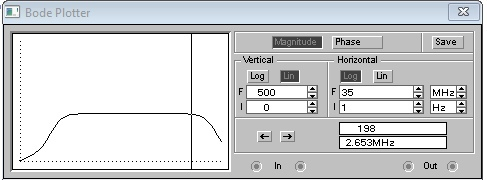 Bode Plotter
Magnitude Phase Save
Vertical Horizontal
Log Lin Log Lin
F 500 F 35 MHz
I 0 I 1 Hz
198
2.653MHz
In Out